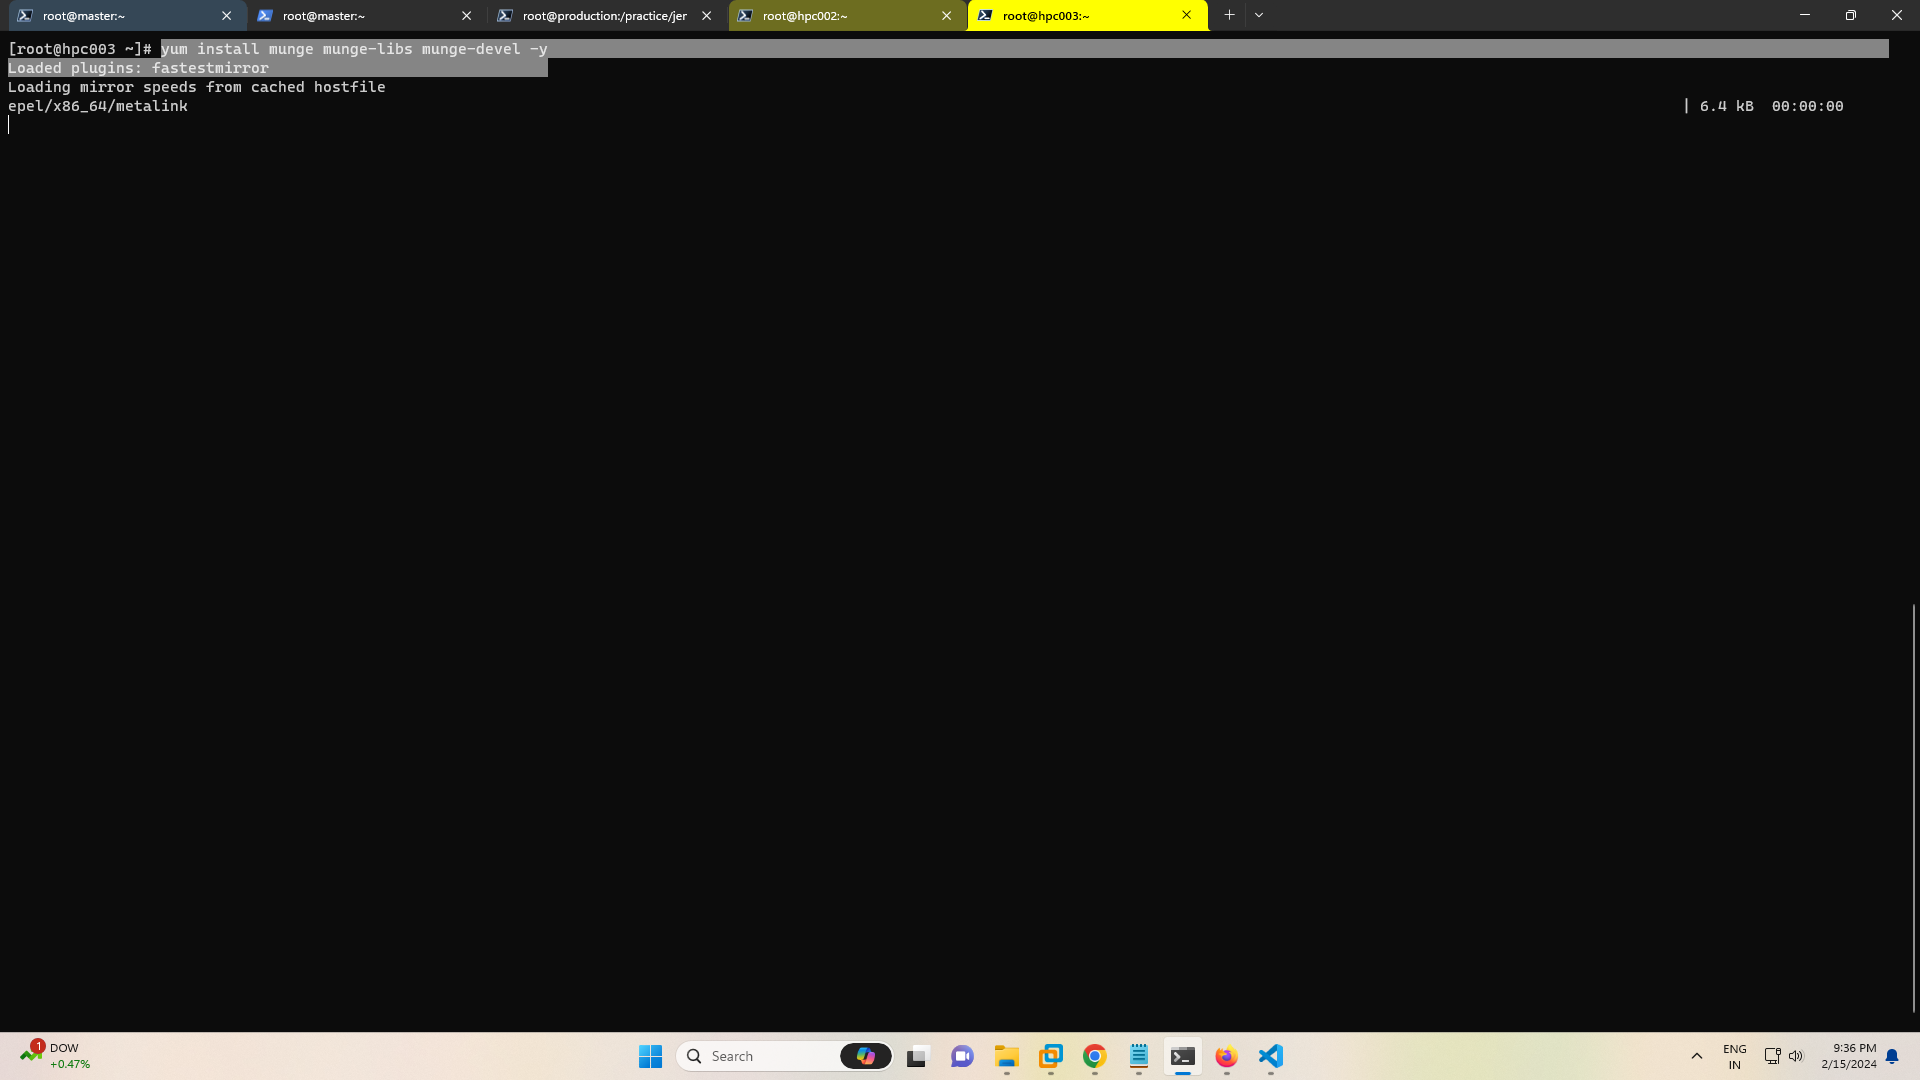 root@master:~
root@master:~
root@production:/practice/jer
root@hpc002:~
root@hpc003:~
[root@hpc003 ~]# yum install munge munge-libs munge-devel -y
Loaded plugins: fastestmirror
Loading mirror speeds from cached hostfile
epel/x86_64/metalink | 6.4 kB 00:00:00
1
DOW
+0.47%
Search
ENG
IN
9:36 PM
2/15/2024